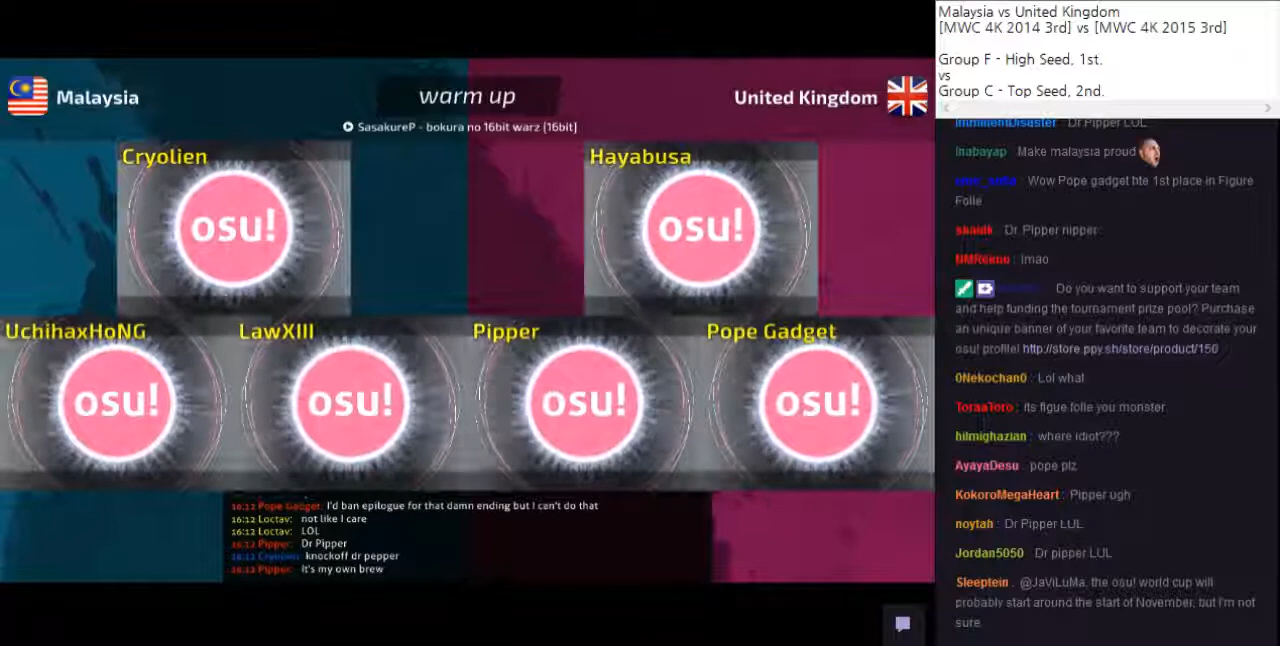 Malaysia
warm up
United Kingdom
SasakureP - bokura no 16bit warz [16bit]
Cryolien
Hayabusa
osu!
osu!
UchihaxHoNG
LawXIII
Pipper
Pope Gadget
osu!
osu!
osu!
osu!
16:12 Pope Gadget: I'd ban epilogue for that damn ending but I can't do that
16:12 Loctav: not like I care
16:12 Loctav: LOL
16:12 Pipper: Dr Pipper
16:12 Cryolien: knockoff dr pepper
16:12 Pipper: It's my own brew
Malaysia vs United Kingdom
[MWC 4K 2014 3rd] vs [MWC 4K 2015 3rd]
Group F - High Seed, 1st.
vs
Group C - Top Seed, 2nd.
ImminentDisaster : Dr Pipper LUL
Inabayap : Make malaysia proud
: Wow Pope gadget hte 1st place in Figure
Folle
skaidk : Dr. Pipper nipper
: lmao
: Do you want to support your team
and help funding the tournament prize pool? Purchase
an unique banner of your favorite team to decorate your
osu! profile! http://store.ppy.sh/store/product/150
0Nekochan0 : Lol what
ToraaToro : its figue folle you monster
hilmighazian : where idiot???
AyayaDesu : pope plz
KokoroMegaHeart : Pipper ugh
noytah : Dr Pipper LUL
Jordan5050 : Dr pipper LUL
Sleeptein : @JaViLuMa, the osu! world cup will
probably start around the start of November, but I'm not
sure.